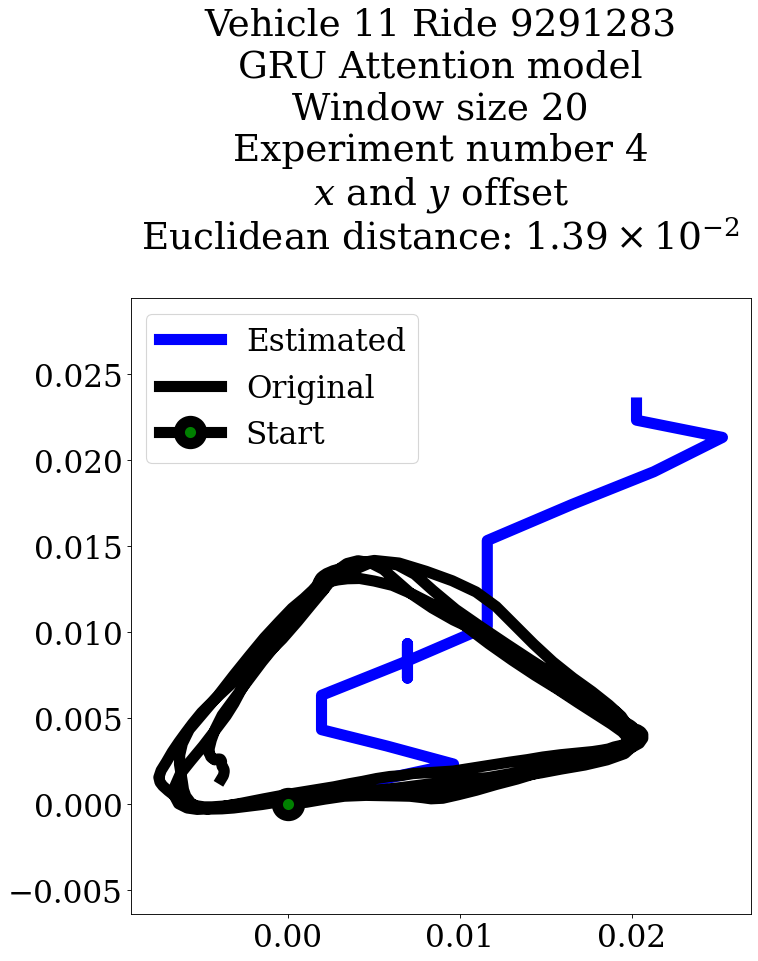 Vehicle 11 Ride 9291283
GRU Attention model
Window size 20
Experiment number 4
x and y offset
Euclidean distance: 1.39 × 10⁻²
Estimated
Original
Start
0.025
0.020
0.015
0.010
0.005
0.000
−0.005
0.00 0.01 0.02